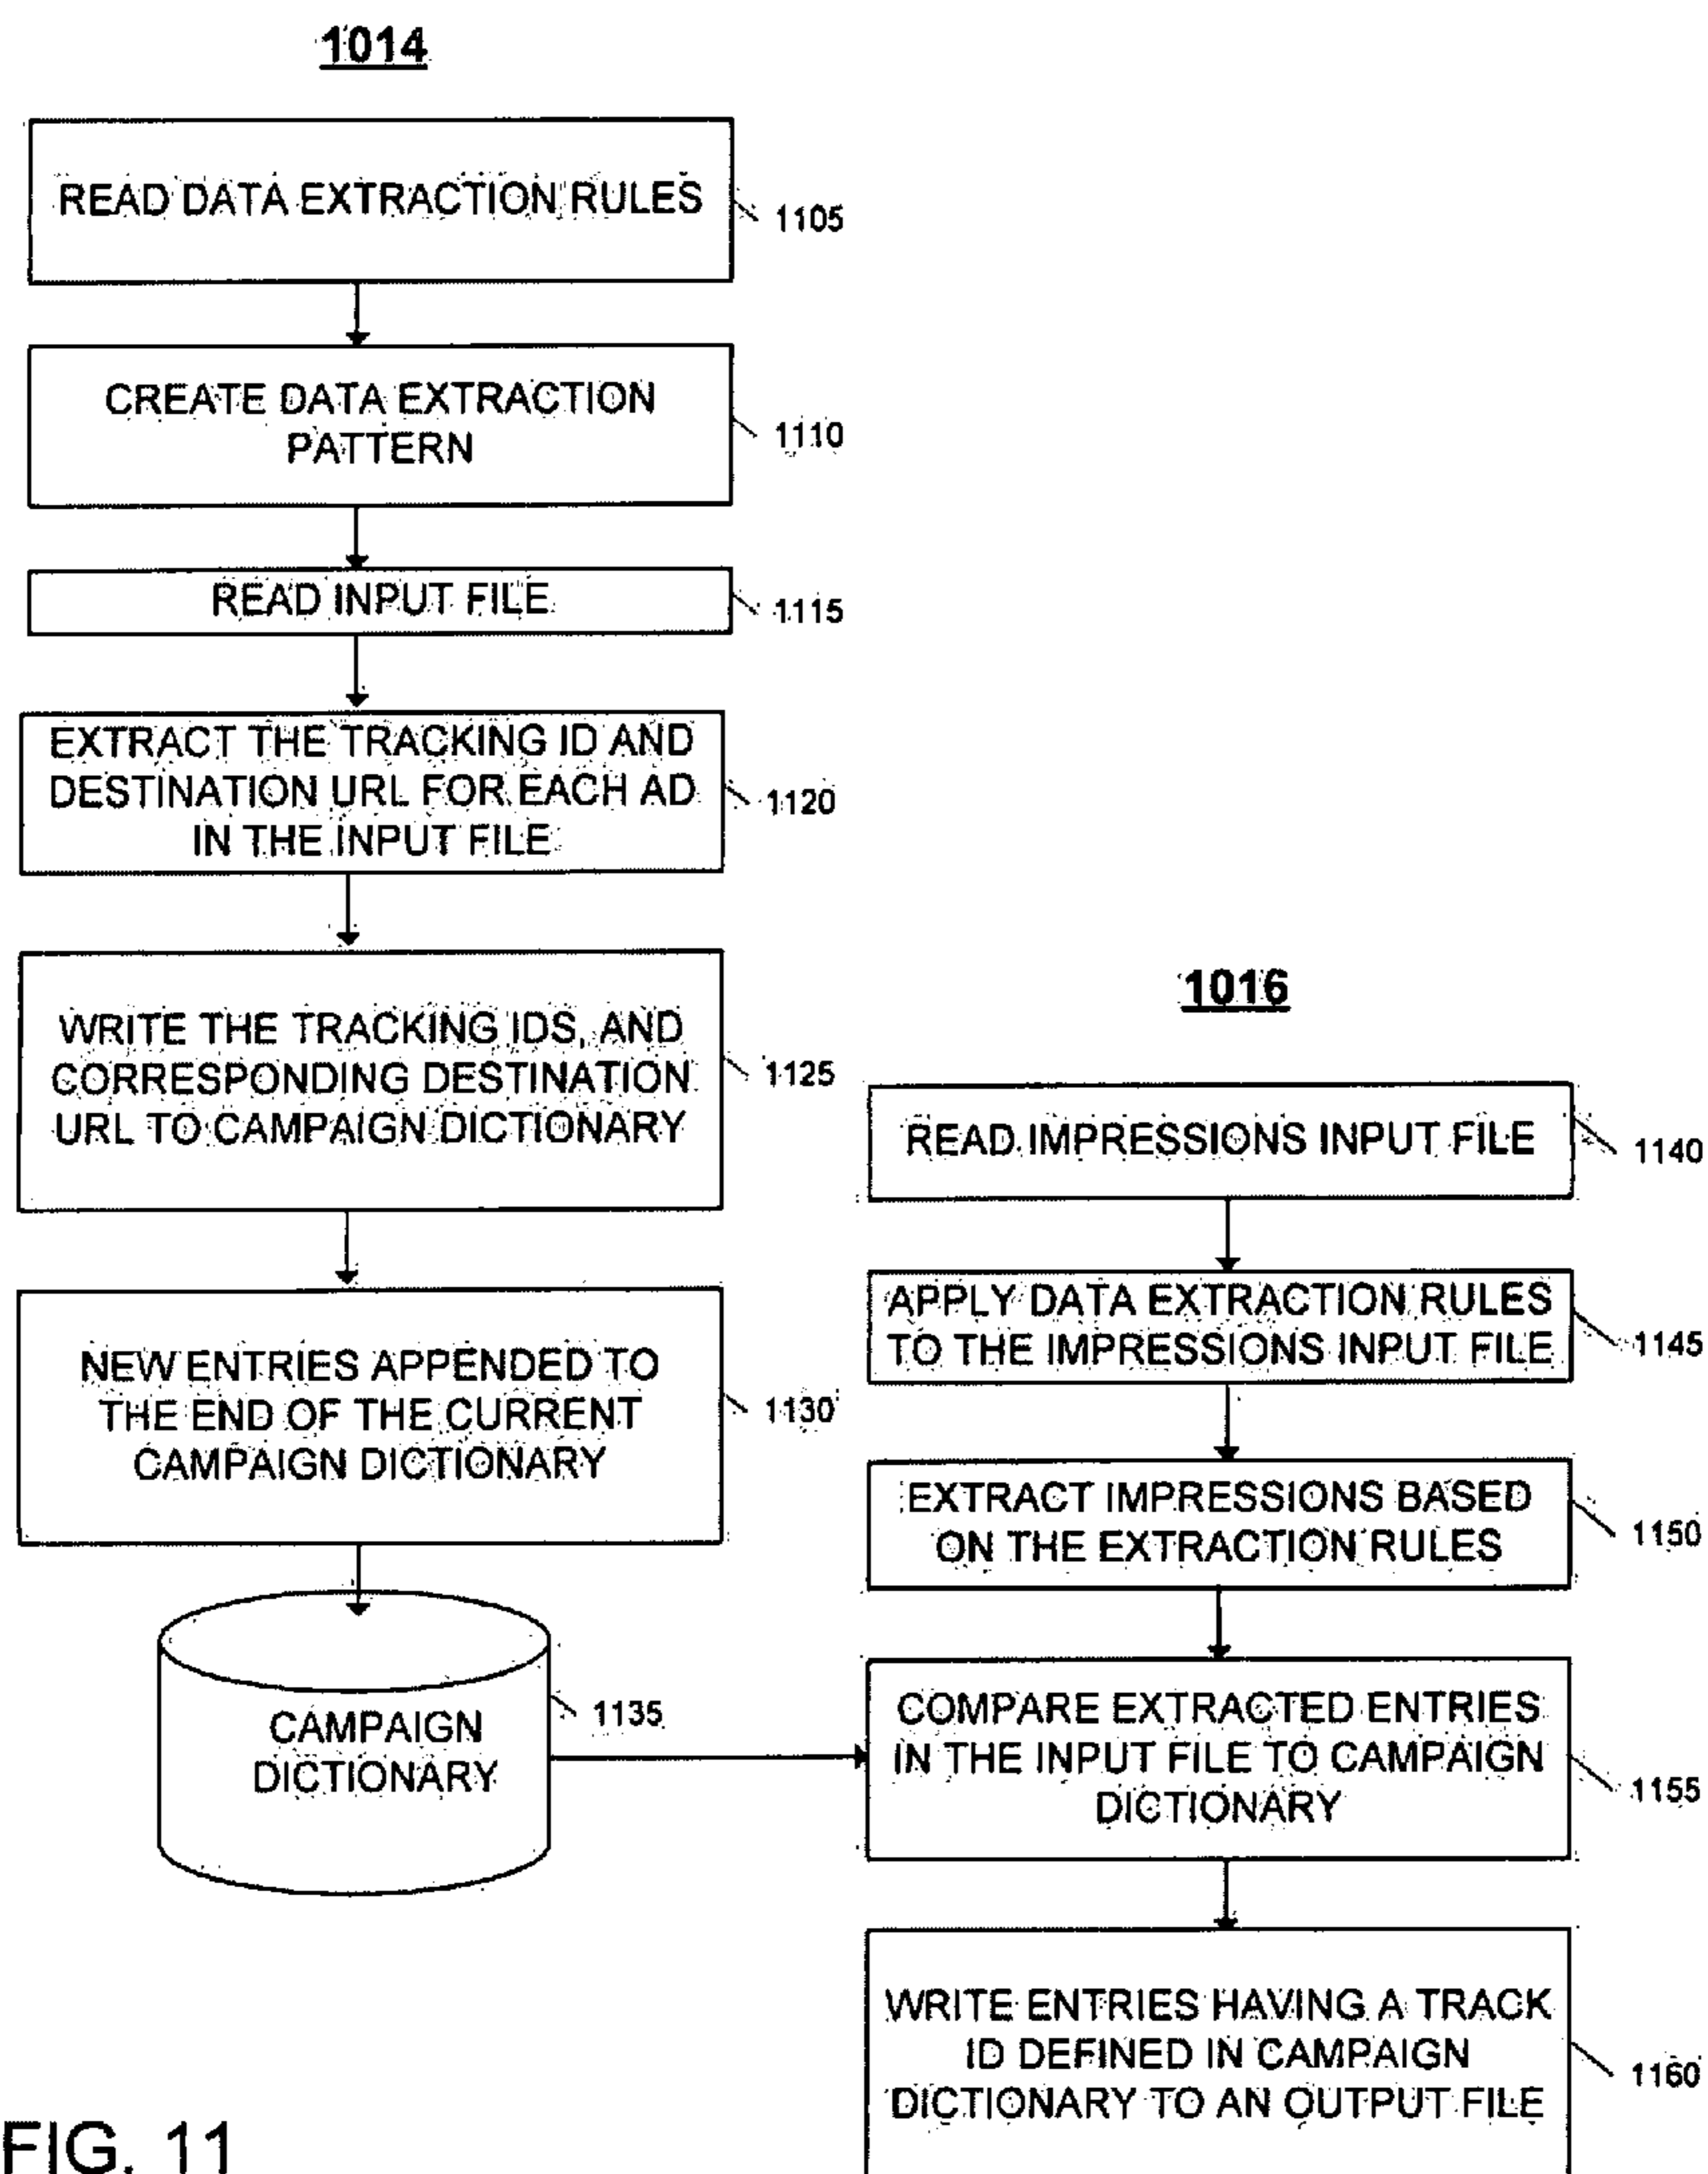 1014
READ DATA EXTRACTION RULES
1105
CREATE DATA EXTRACTION
PATTERN
1110
READ INPUT FILE
1115
EXTRACT THE TRACKING ID AND
DESTINATION URL FOR EACH AD
IN THE INPUT FILE
1120
WRITE THE TRACKING IDS, AND
CORRESPONDING DESTINATION
URL TO CAMPAIGN DICTIONARY
1125
NEW ENTRIES APPENDED TO
THE END OF THE CURRENT
CAMPAIGN DICTIONARY
1130
CAMPAIGN
DICTIONARY
1135
1016
READ IMPRESSIONS INPUT FILE
1140
APPLY DATA EXTRACTION RULES
TO THE IMPRESSIONS INPUT FILE
1145
EXTRACT IMPRESSIONS BASED
ON THE EXTRACTION RULES
1150
COMPARE EXTRACTED ENTRIES
IN THE INPUT FILE TO CAMPAIGN
DICTIONARY
1155
WRITE ENTRIES HAVING A TRACK
ID DEFINED IN CAMPAIGN
DICTIONARY TO AN OUTPUT FILE
1160
FIG. 11